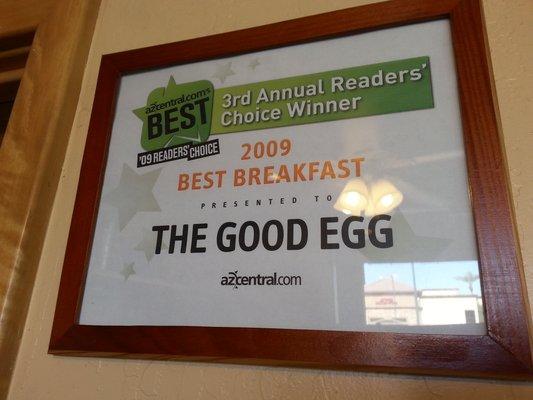 azcentral.com's
BEST
'09 READERS' CHOICE
3rd Annual Readers'
Choice Winner
2009
BEST BREAKFAST
PRESENTED TO
THE GOOD EGG
azcentral.com